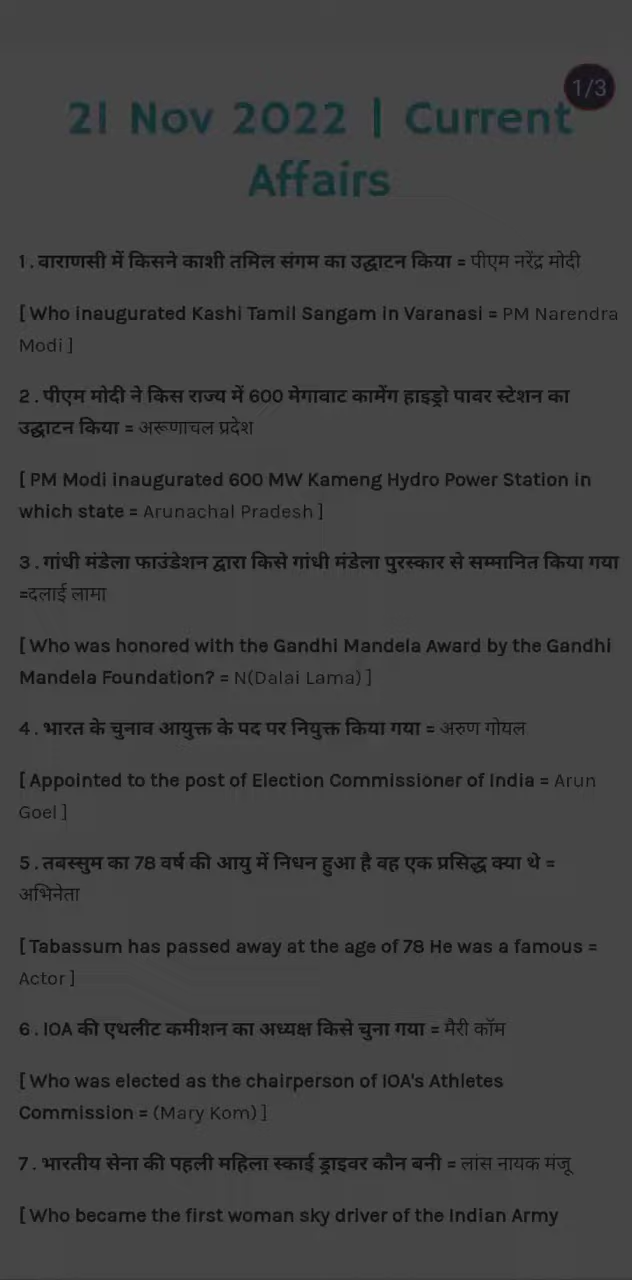 1/3
21 Nov 2022 | Current
Affairs
1 . वाराणसी में किसने काशी तमिल संगम का उद्घाटन किया = पीएम नरेंद्र मोदी
[ Who inaugurated Kashi Tamil Sangam in Varanasi = PM Narendra
Modi ]
2 . पीएम मोदी ने किस राज्य में 600 मेगावाट कामेंग हाइड्रो पावर स्टेशन का
उद्घाटन किया = अरूणाचल प्रदेश
[ PM Modi inaugurated 600 MW Kameng Hydro Power Station in
which state = Arunachal Pradesh ]
3 . गांधी मंडेला फाउंडेशन द्वारा किसे गांधी मंडेला पुरस्कार से सम्मानित किया गया
=दलाई लामा
[ Who was honored with the Gandhi Mandela Award by the Gandhi
Mandela Foundation? = N(Dalai Lama) ]
4 . भारत के चुनाव आयुक्त के पद पर नियुक्त किया गया = अरुण गोयल
[ Appointed to the post of Election Commissioner of India = Arun
Goel ]
5 . तबस्सुम का 78 वर्ष की आयु में निधन हुआ है वह एक प्रसिद्ध क्या थे =
अभिनेता
[ Tabassum has passed away at the age of 78 He was a famous =
Actor ]
6 . IOA की एथलीट कमीशन का अध्यक्ष किसे चुना गया = मैरी कॉम
[ Who was elected as the chairperson of IOA's Athletes
Commission = (Mary Kom) ]
7 . भारतीय सेना की पहली महिला स्काई ड्राइवर कौन बनी = लांस नायक मंजू
[ Who became the first woman sky driver of the Indian Army